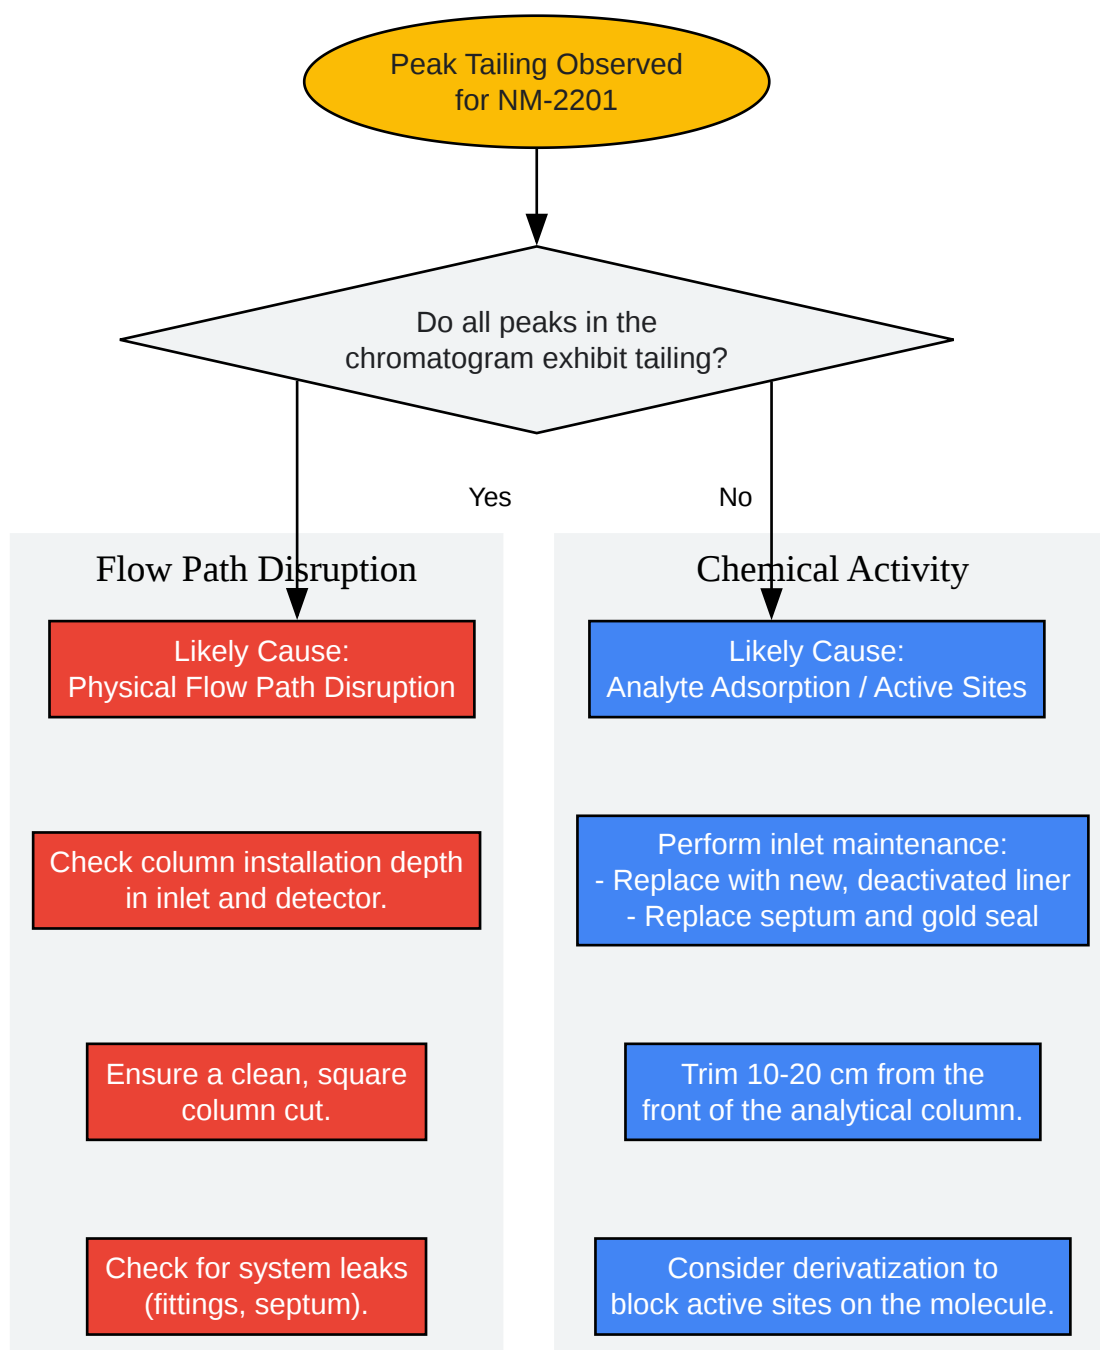 Peak Tailing Observed
for NM-2201
Do all peaks in the
chromatogram exhibit tailing?
Yes
No
Flow Path Disruption
Likely Cause:
Physical Flow Path Disruption
Check column installation depth
in inlet and detector.
Ensure a clean, square
column cut.
Check for system leaks
(fittings, septum).
Chemical Activity
Likely Cause:
Analyte Adsorption / Active Sites
Perform inlet maintenance:
- Replace with new, deactivated liner
- Replace septum and gold seal
Trim 10-20 cm from the
front of the analytical column.
Consider derivatization to
block active sites on the molecule.